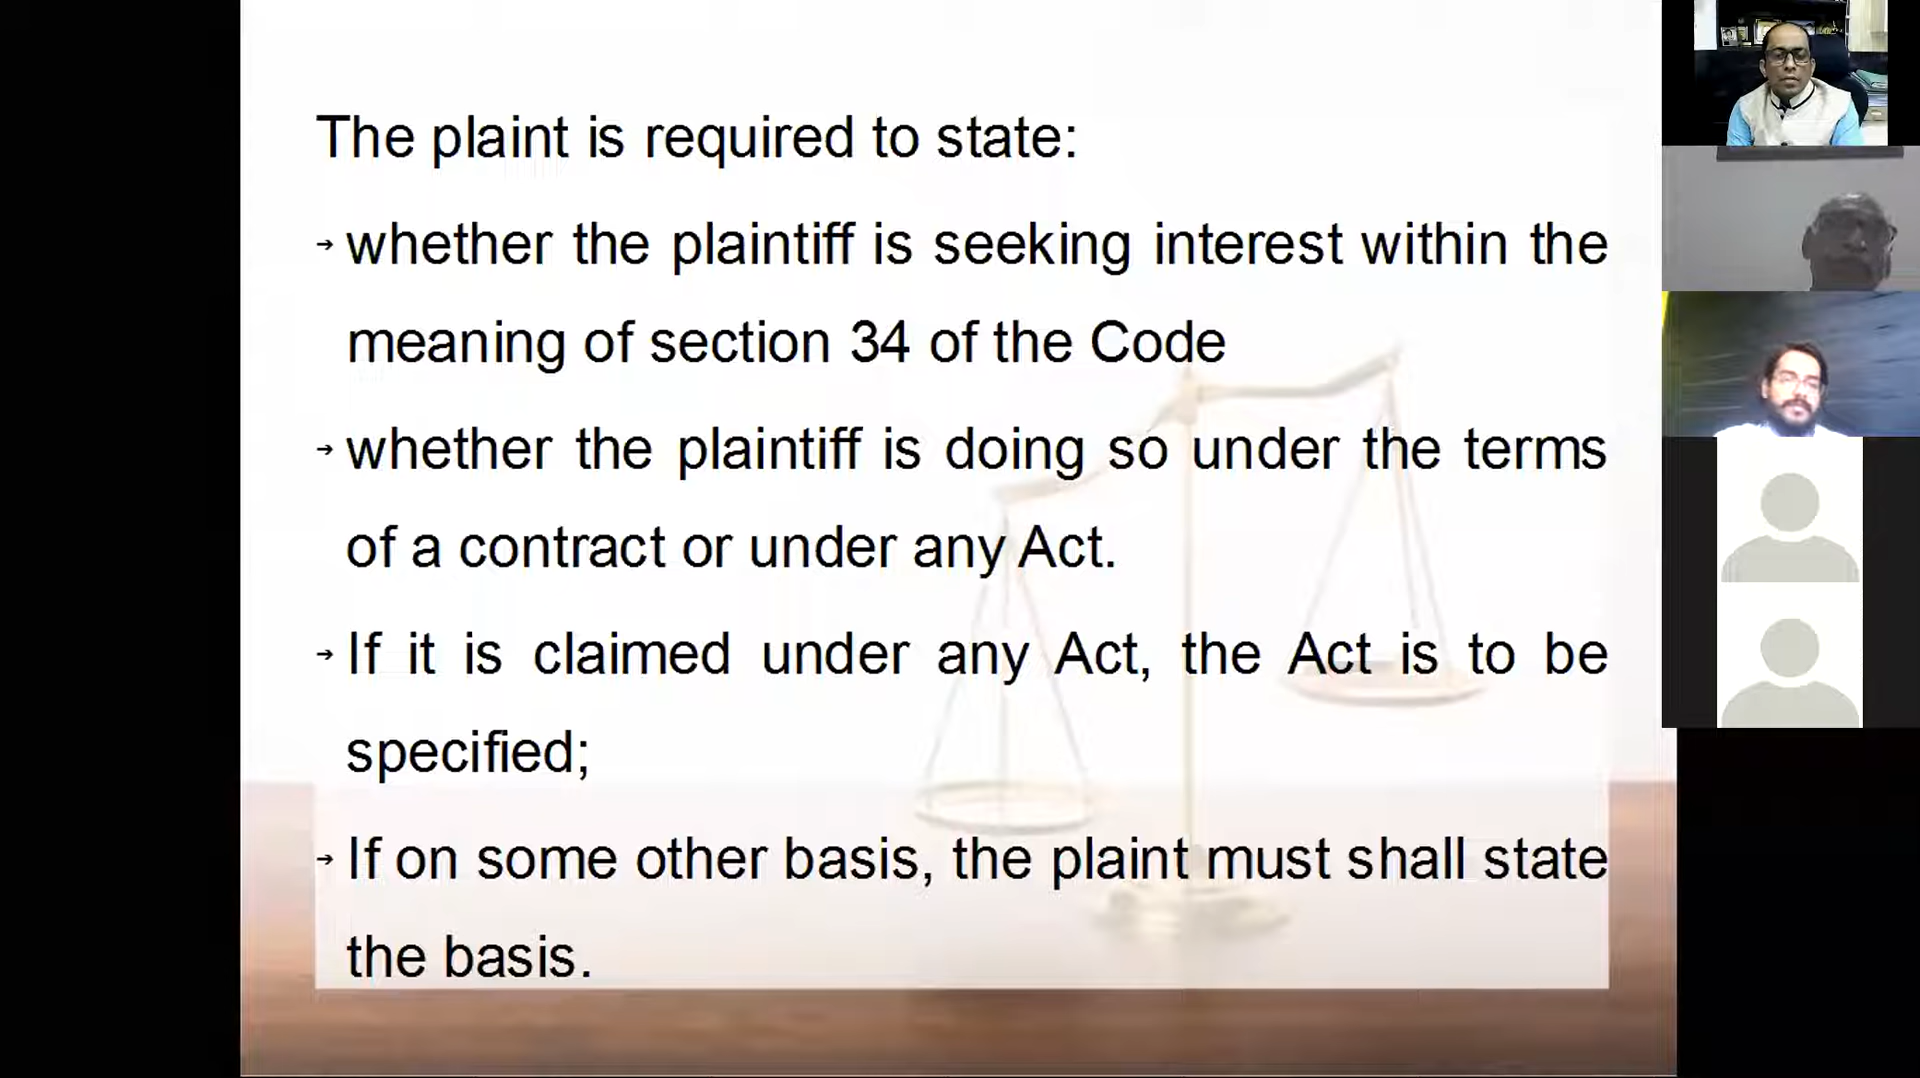 The plaint is required to state:
→ whether the plaintiff is seeking interest within the
meaning of section 34 of the Code
→ whether the plaintiff is doing so under the terms
of a contract or under any Act.
→ If it is claimed under any Act, the Act is to be
specified;
→ If on some other basis, the plaint must shall state
the basis.